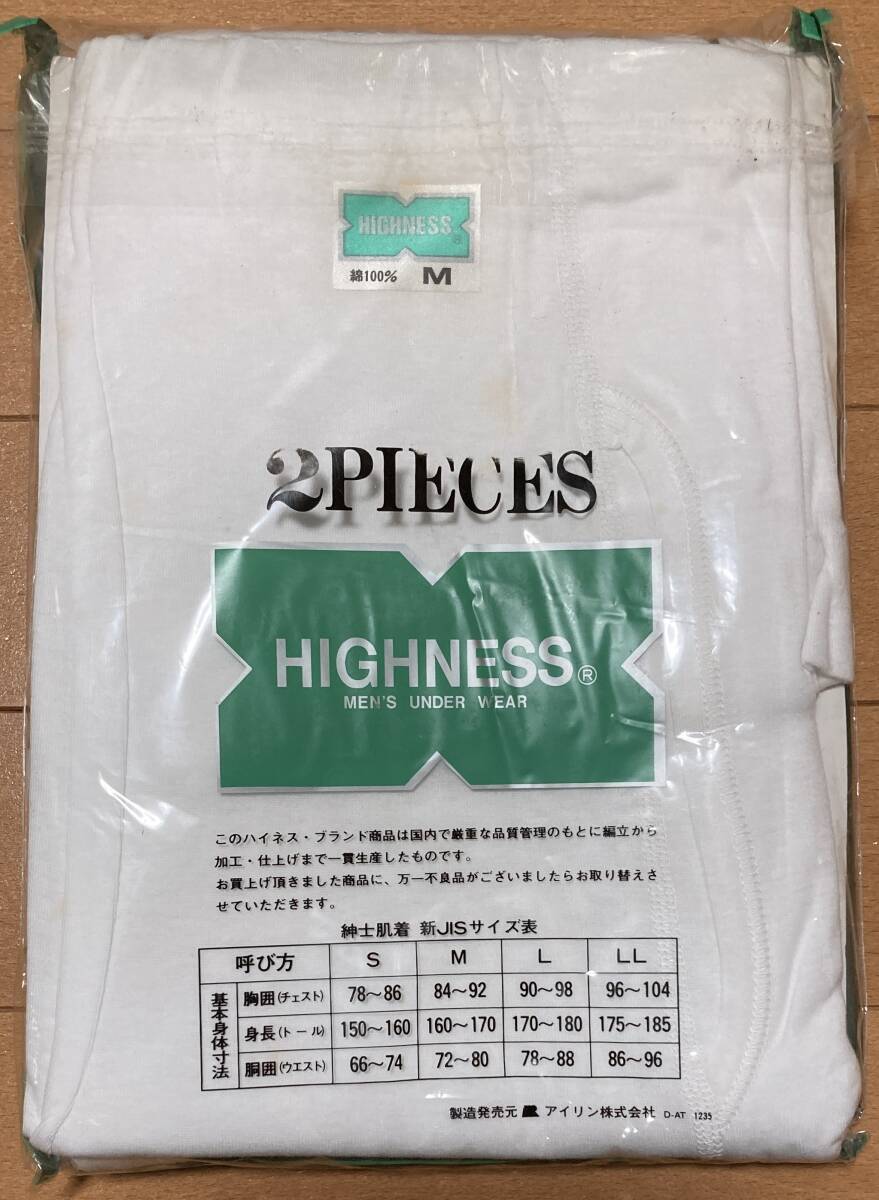 HIGHNESS®
綿100% M
2PIECES
HIGHNESS®
MEN'S UNDER WEAR
このハイネス・ブランド商品は国内で厳重な品質管理のもとに編立から
加工・仕上げまで一貫生産したものです。
お買上げ頂きました商品に、万一不良品がございましたらお取り替えさ
せていただきます。
紳士肌着 新JISサイズ表
呼び方 S M L LL
基本身体寸法
胸囲(チェスト) 78〜86 84〜92 90〜98 96〜104
身長(トール) 150〜160 160〜170 170〜180 175〜185
胴囲(ウエスト) 66〜74 72〜80 78〜88 86〜96
製造発売元 アイリン株式会社 D-AT 1235